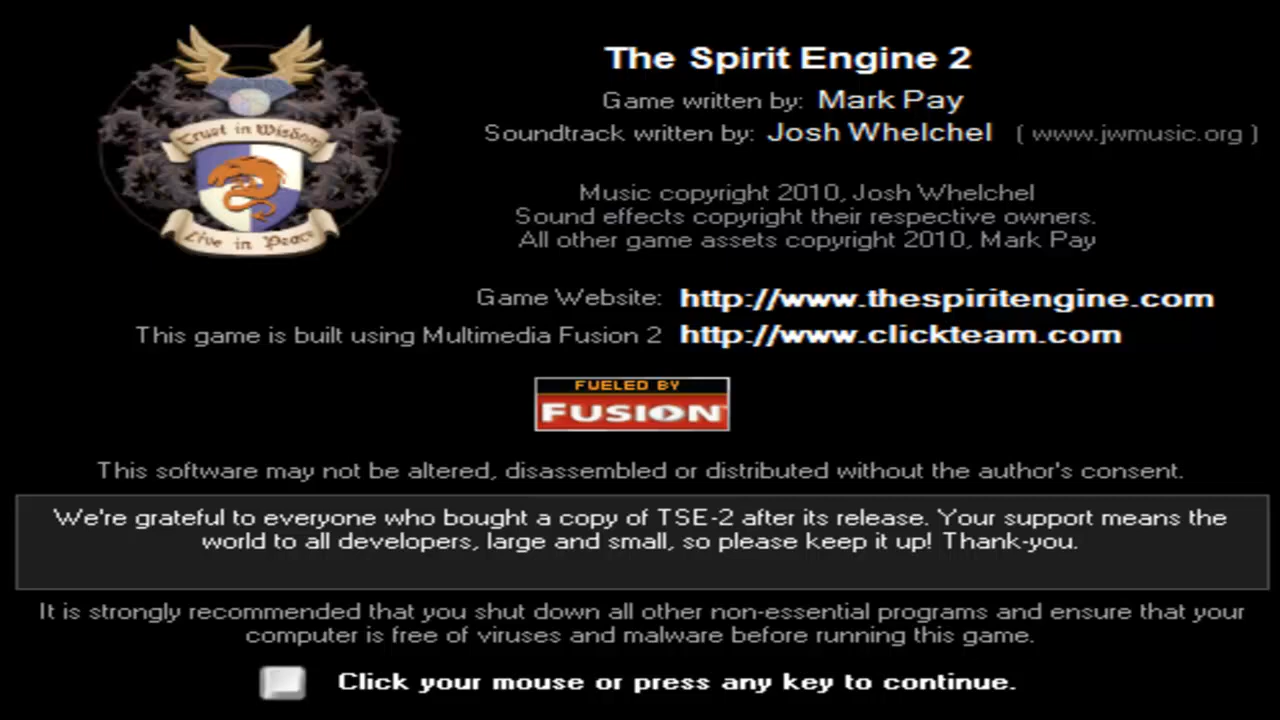 The Spirit Engine 2
Game written by: Mark Pay
Soundtrack written by: Josh Whelchel ( www.jwmusic.org )
Trust in Wisdom
Live in Peace
Music copyright 2010, Josh Whelchel
Sound effects copyright their respective owners.
All other game assets copyright 2010, Mark Pay
Game Website: http://www.thespiritengine.com
This game is built using Multimedia Fusion 2 http://www.clickteam.com
FUELED BY
FUSION
This software may not be altered, disassembled or distributed without the author's consent.
We're grateful to everyone who bought a copy of TSE-2 after its release. Your support means the
world to all developers, large and small, so please keep it up! Thank-you.
It is strongly recommended that you shut down all other non-essential programs and ensure that your
computer is free of viruses and malware before running this game.
Click your mouse or press any key to continue.